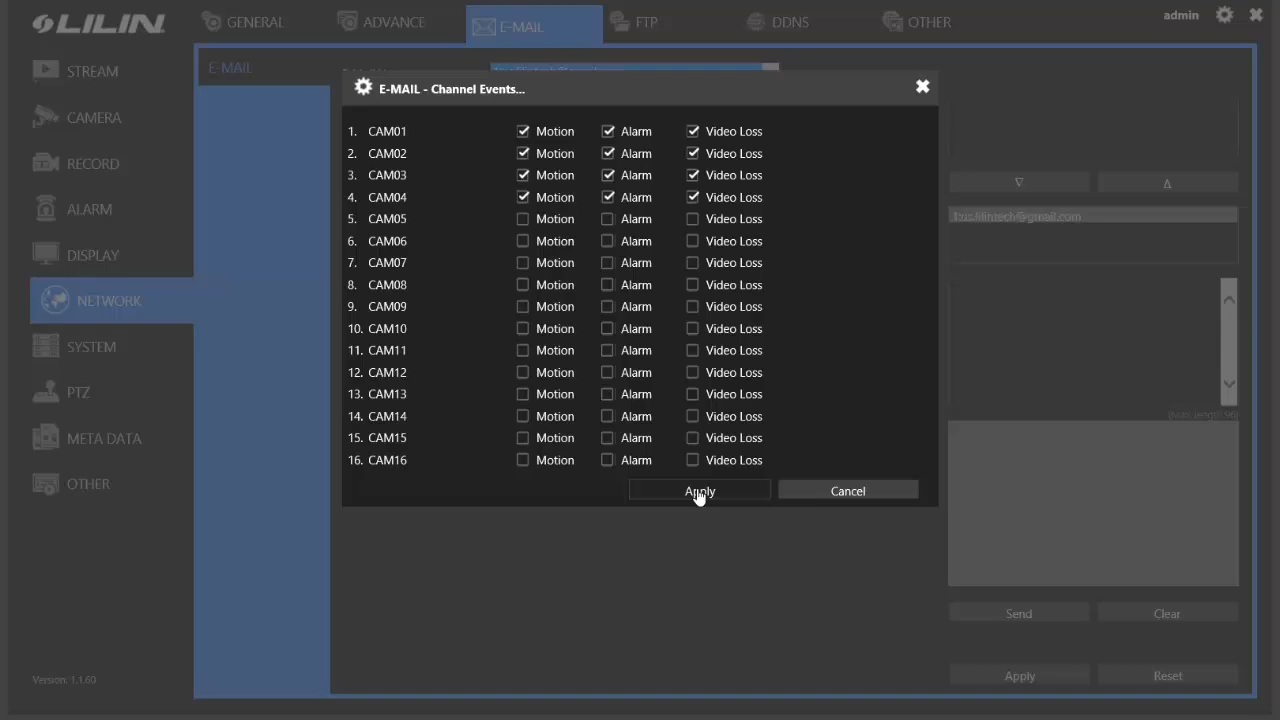 LILIN
GENERAL
ADVANCE
E-MAIL
FTP
DDNS
OTHER
admin
STREAM
CAMERA
RECORD
ALARM
DISPLAY
NETWORK
SYSTEM
PTZ
META DATA
OTHER
Version: 1.1.60
E-MAIL
E-MAIL - Channel Events...
1. CAM01 Motion Alarm Video Loss
2. CAM02 Motion Alarm Video Loss
3. CAM03 Motion Alarm Video Loss
4. CAM04 Motion Alarm Video Loss
5. CAM05 Motion Alarm Video Loss
6. CAM06 Motion Alarm Video Loss
7. CAM07 Motion Alarm Video Loss
8. CAM08 Motion Alarm Video Loss
9. CAM09 Motion Alarm Video Loss
10. CAM10 Motion Alarm Video Loss
11. CAM11 Motion Alarm Video Loss
12. CAM12 Motion Alarm Video Loss
13. CAM13 Motion Alarm Video Loss
14. CAM14 Motion Alarm Video Loss
15. CAM15 Motion Alarm Video Loss
16. CAM16 Motion Alarm Video Loss
Apply Cancel
Send Clear
Apply Reset